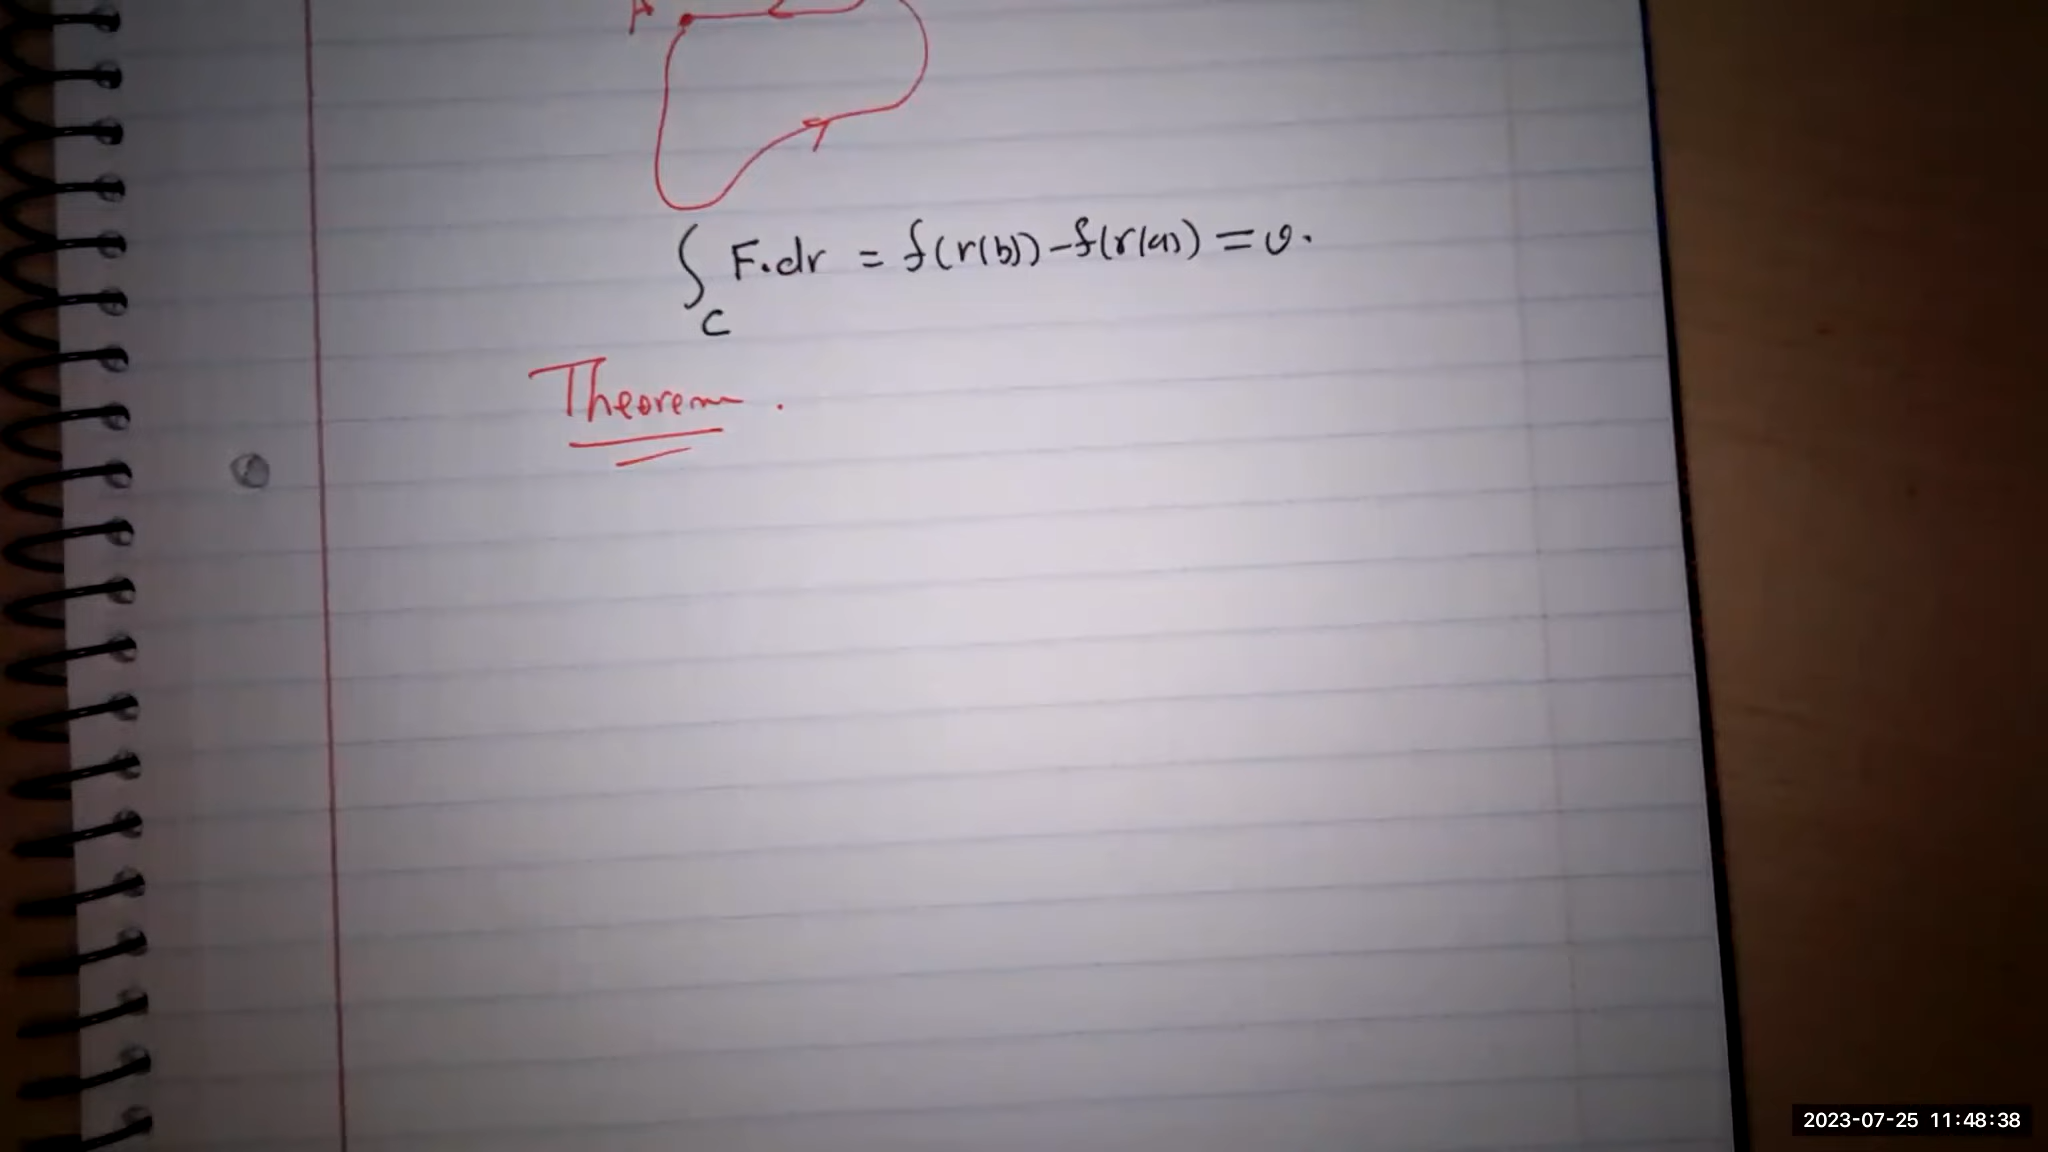 A
∫_C F.dr = f(r(b)) - f(r(a)) = 0.
Theorem.
2023-07-25 11:48:38